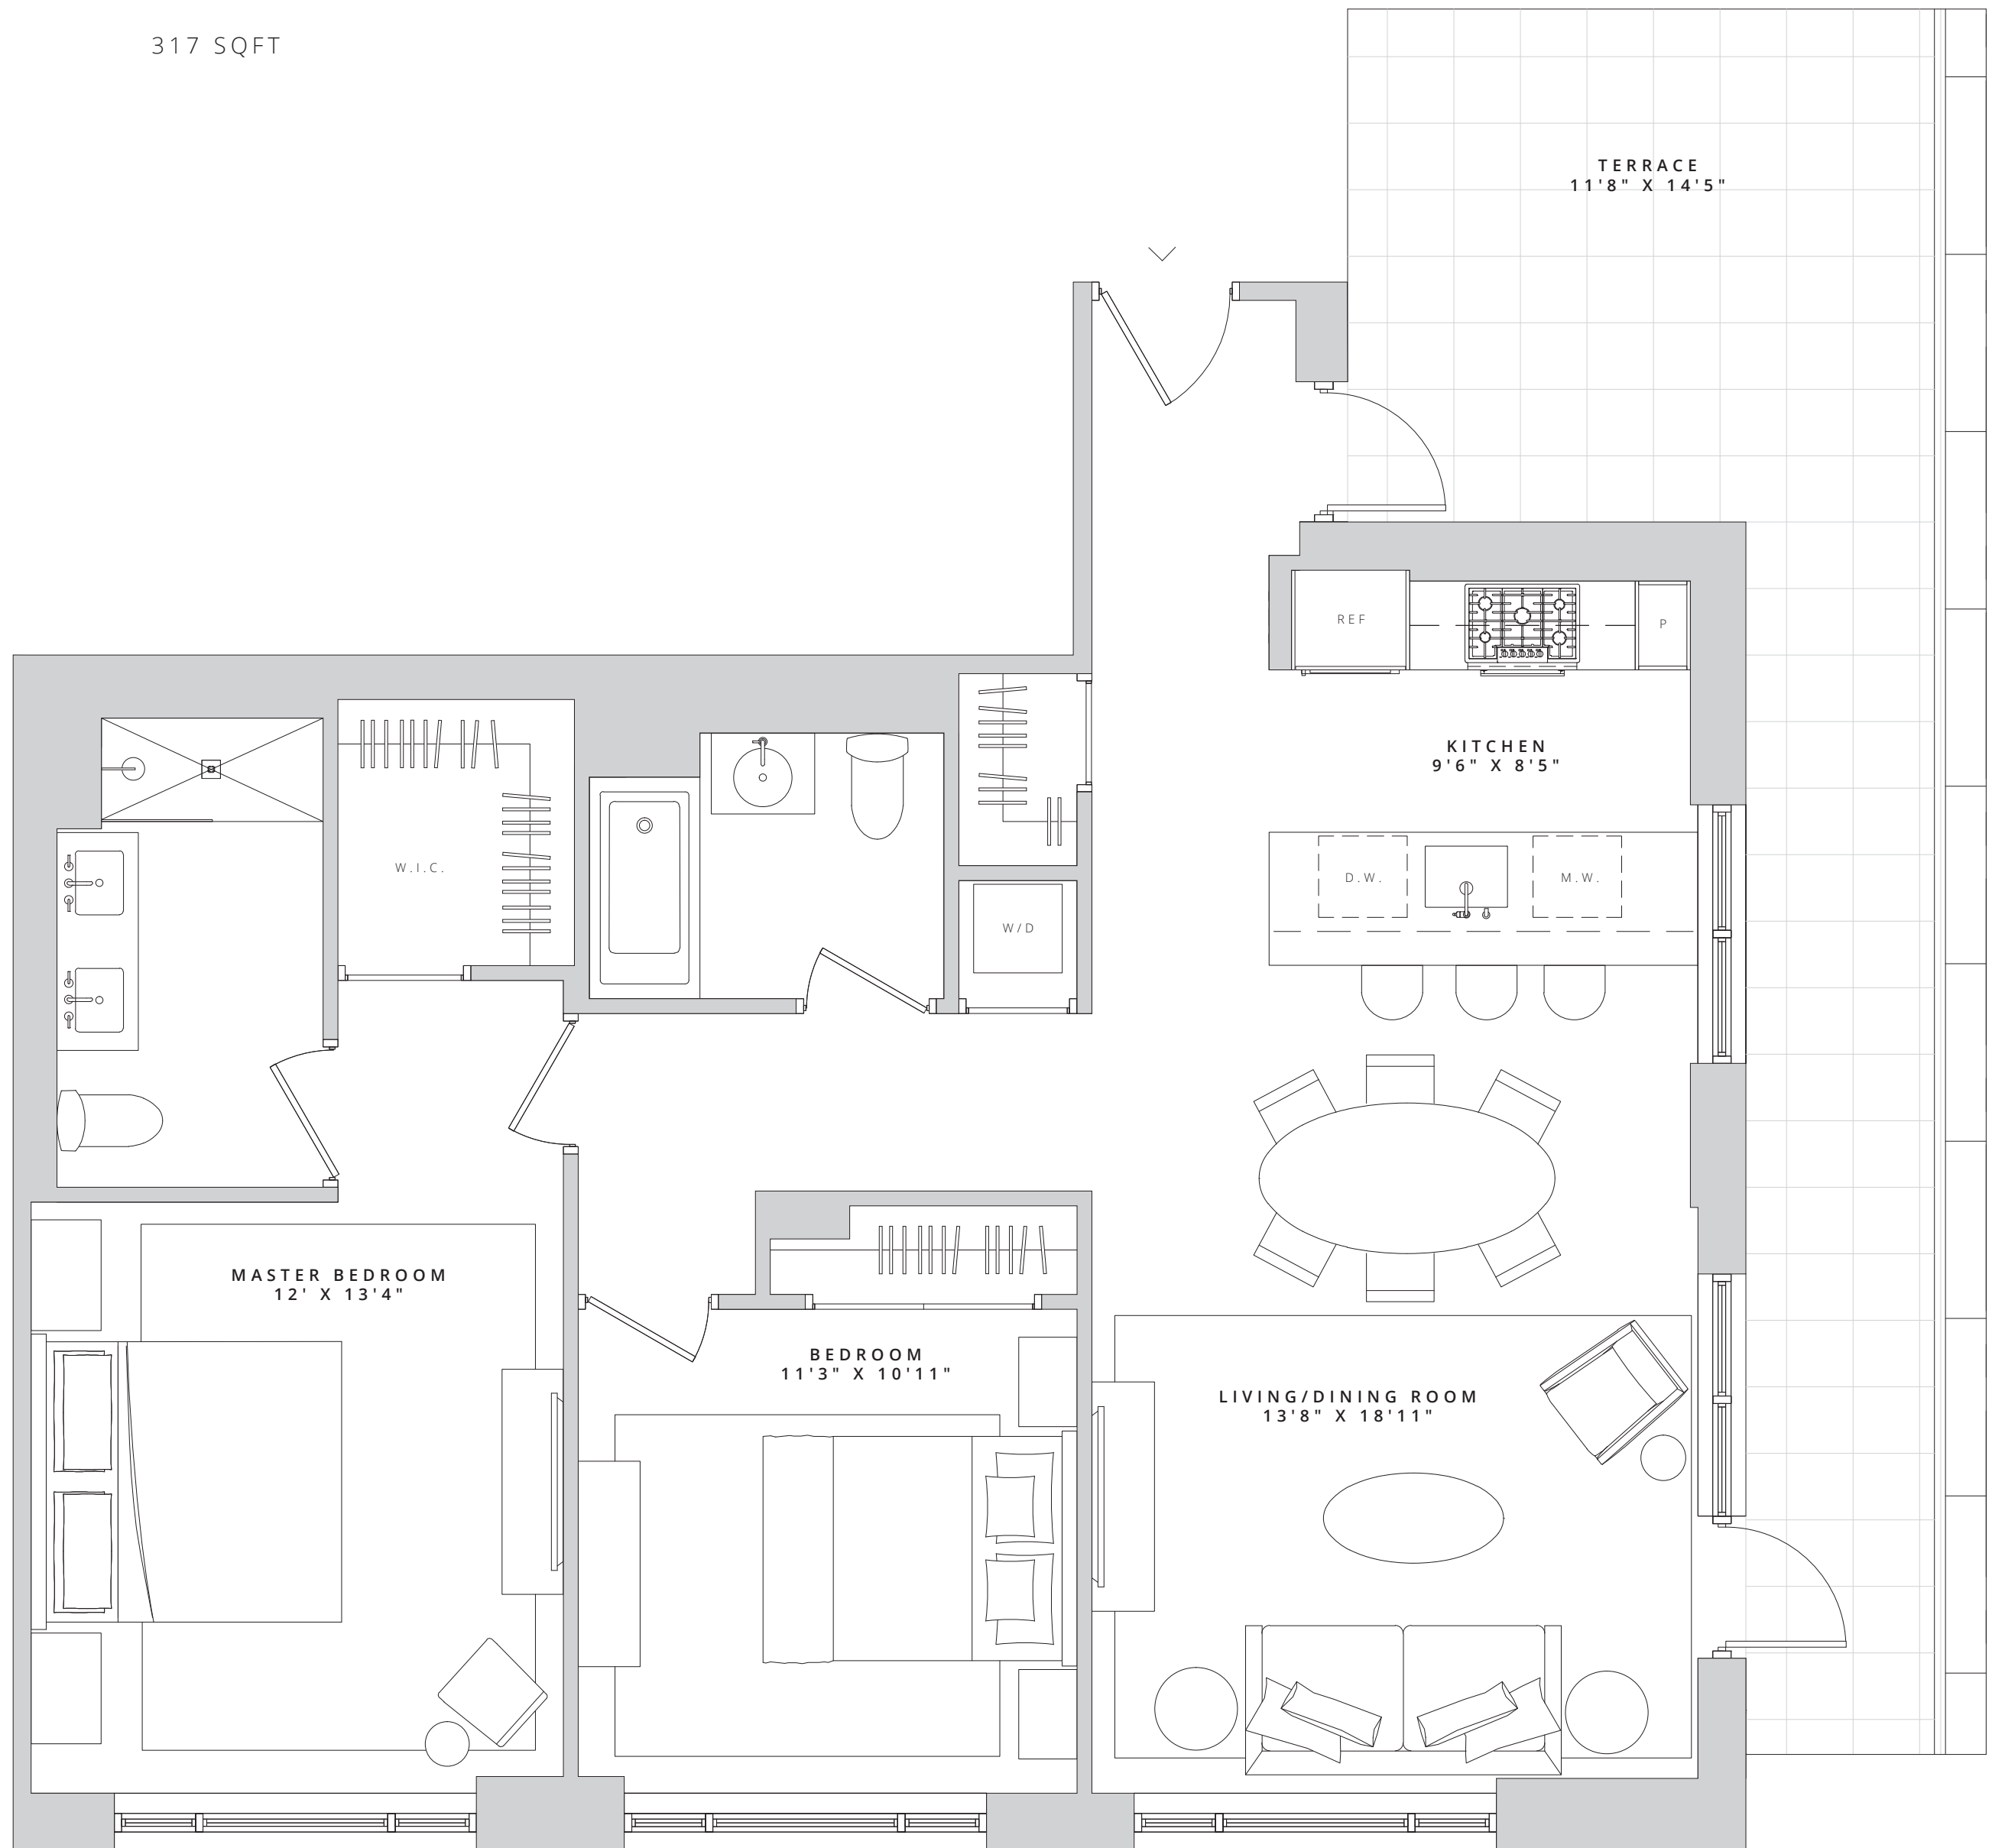 317 SQFT
TERRACE
11'8" X 14'5"
REF
P
KITCHEN
9'6" X 8'5"
W.I.C.
D.W.
M.W.
W/D
MASTER BEDROOM
12' X 13'4"
BEDROOM
11'3" X 10'11"
LIVING/DINING ROOM
13'8" X 18'11"